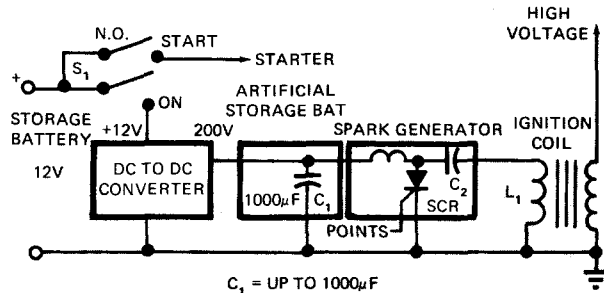 HIGH
VOLTAGE
N.O.
START
STARTER
+
S1
ON
ARTIFICIAL
STORAGE BAT
STORAGE
BATTERY
12V
+12V
200V
SPARK GENERATOR
IGNITION
COIL
DC TO DC
CONVERTER
1000μF
C1
C2
SCR
POINTS
L1
C1 = UP TO 1000μF